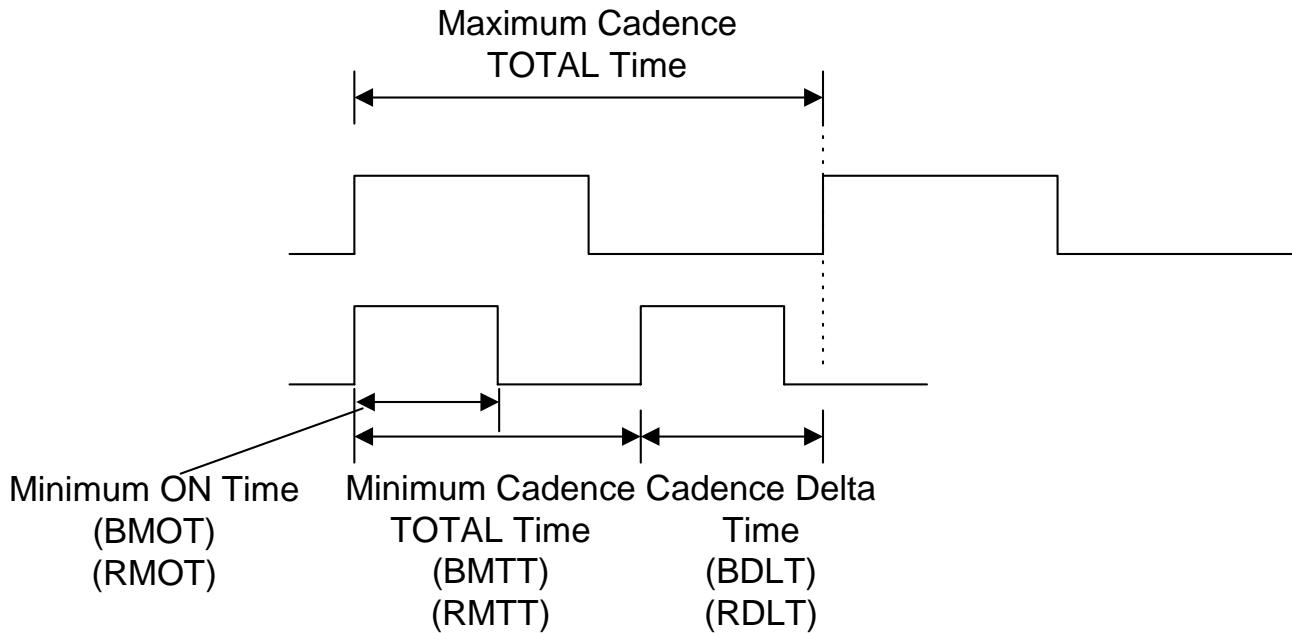 Maximum Cadence
TOTAL Time
Minimum ON Time
(BMOT)
(RMOT)
Minimum Cadence
TOTAL Time
(BMTT)
(RMTT)
Cadence Delta
Time
(BDLT)
(RDLT)